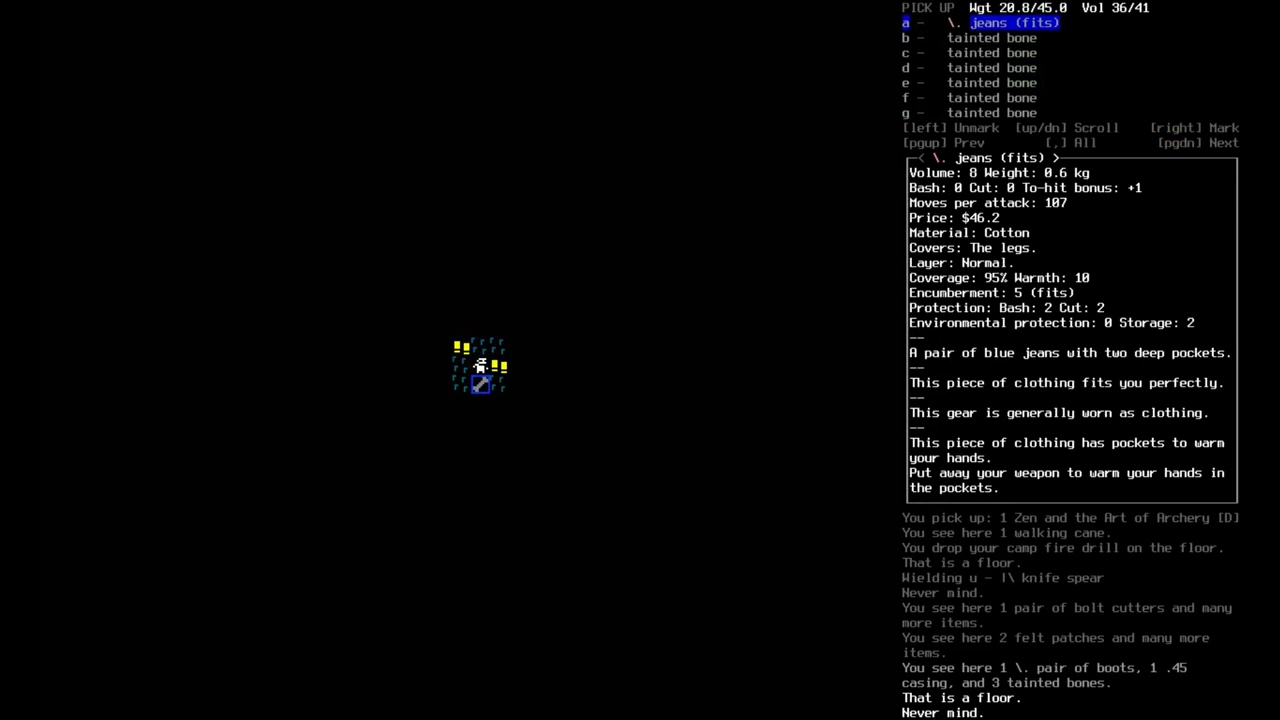 PICK UP Wgt 20.8/45.0 Vol 36/41
a - \. jeans (fits)
b - tainted bone
c - tainted bone
d - tainted bone
e - tainted bone
f - tainted bone
g - tainted bone
[left] Unmark [up/dn] Scroll [right] Mark
[pgup] Prev [,] All [pgdn] Next
< \. jeans (fits) >
Volume: 8 Weight: 0.6 kg
Bash: 0 Cut: 0 To-hit bonus: +1
Moves per attack: 107
Price: $46.2
Material: Cotton
Covers: The legs.
Layer: Normal.
Coverage: 95% Warmth: 10
Encumberment: 5 (fits)
Protection: Bash: 2 Cut: 2
Environmental protection: 0 Storage: 2
--
A pair of blue jeans with two deep pockets.
--
This piece of clothing fits you perfectly.
--
This gear is generally worn as clothing.
--
This piece of clothing has pockets to warm
your hands.
Put away your weapon to warm your hands in
the pockets.
You pick up: 1 Zen and the Art of Archery [D]
You see here 1 walking cane.
You drop your camp fire drill on the floor.
That is a floor.
Wielding u - |\ knife spear
Never mind.
You see here 1 pair of bolt cutters and many
more items.
You see here 2 felt patches and many more
items.
You see here 1 \. pair of boots, 1 .45
casing, and 3 tainted bones.
That is a floor.
Never mind.